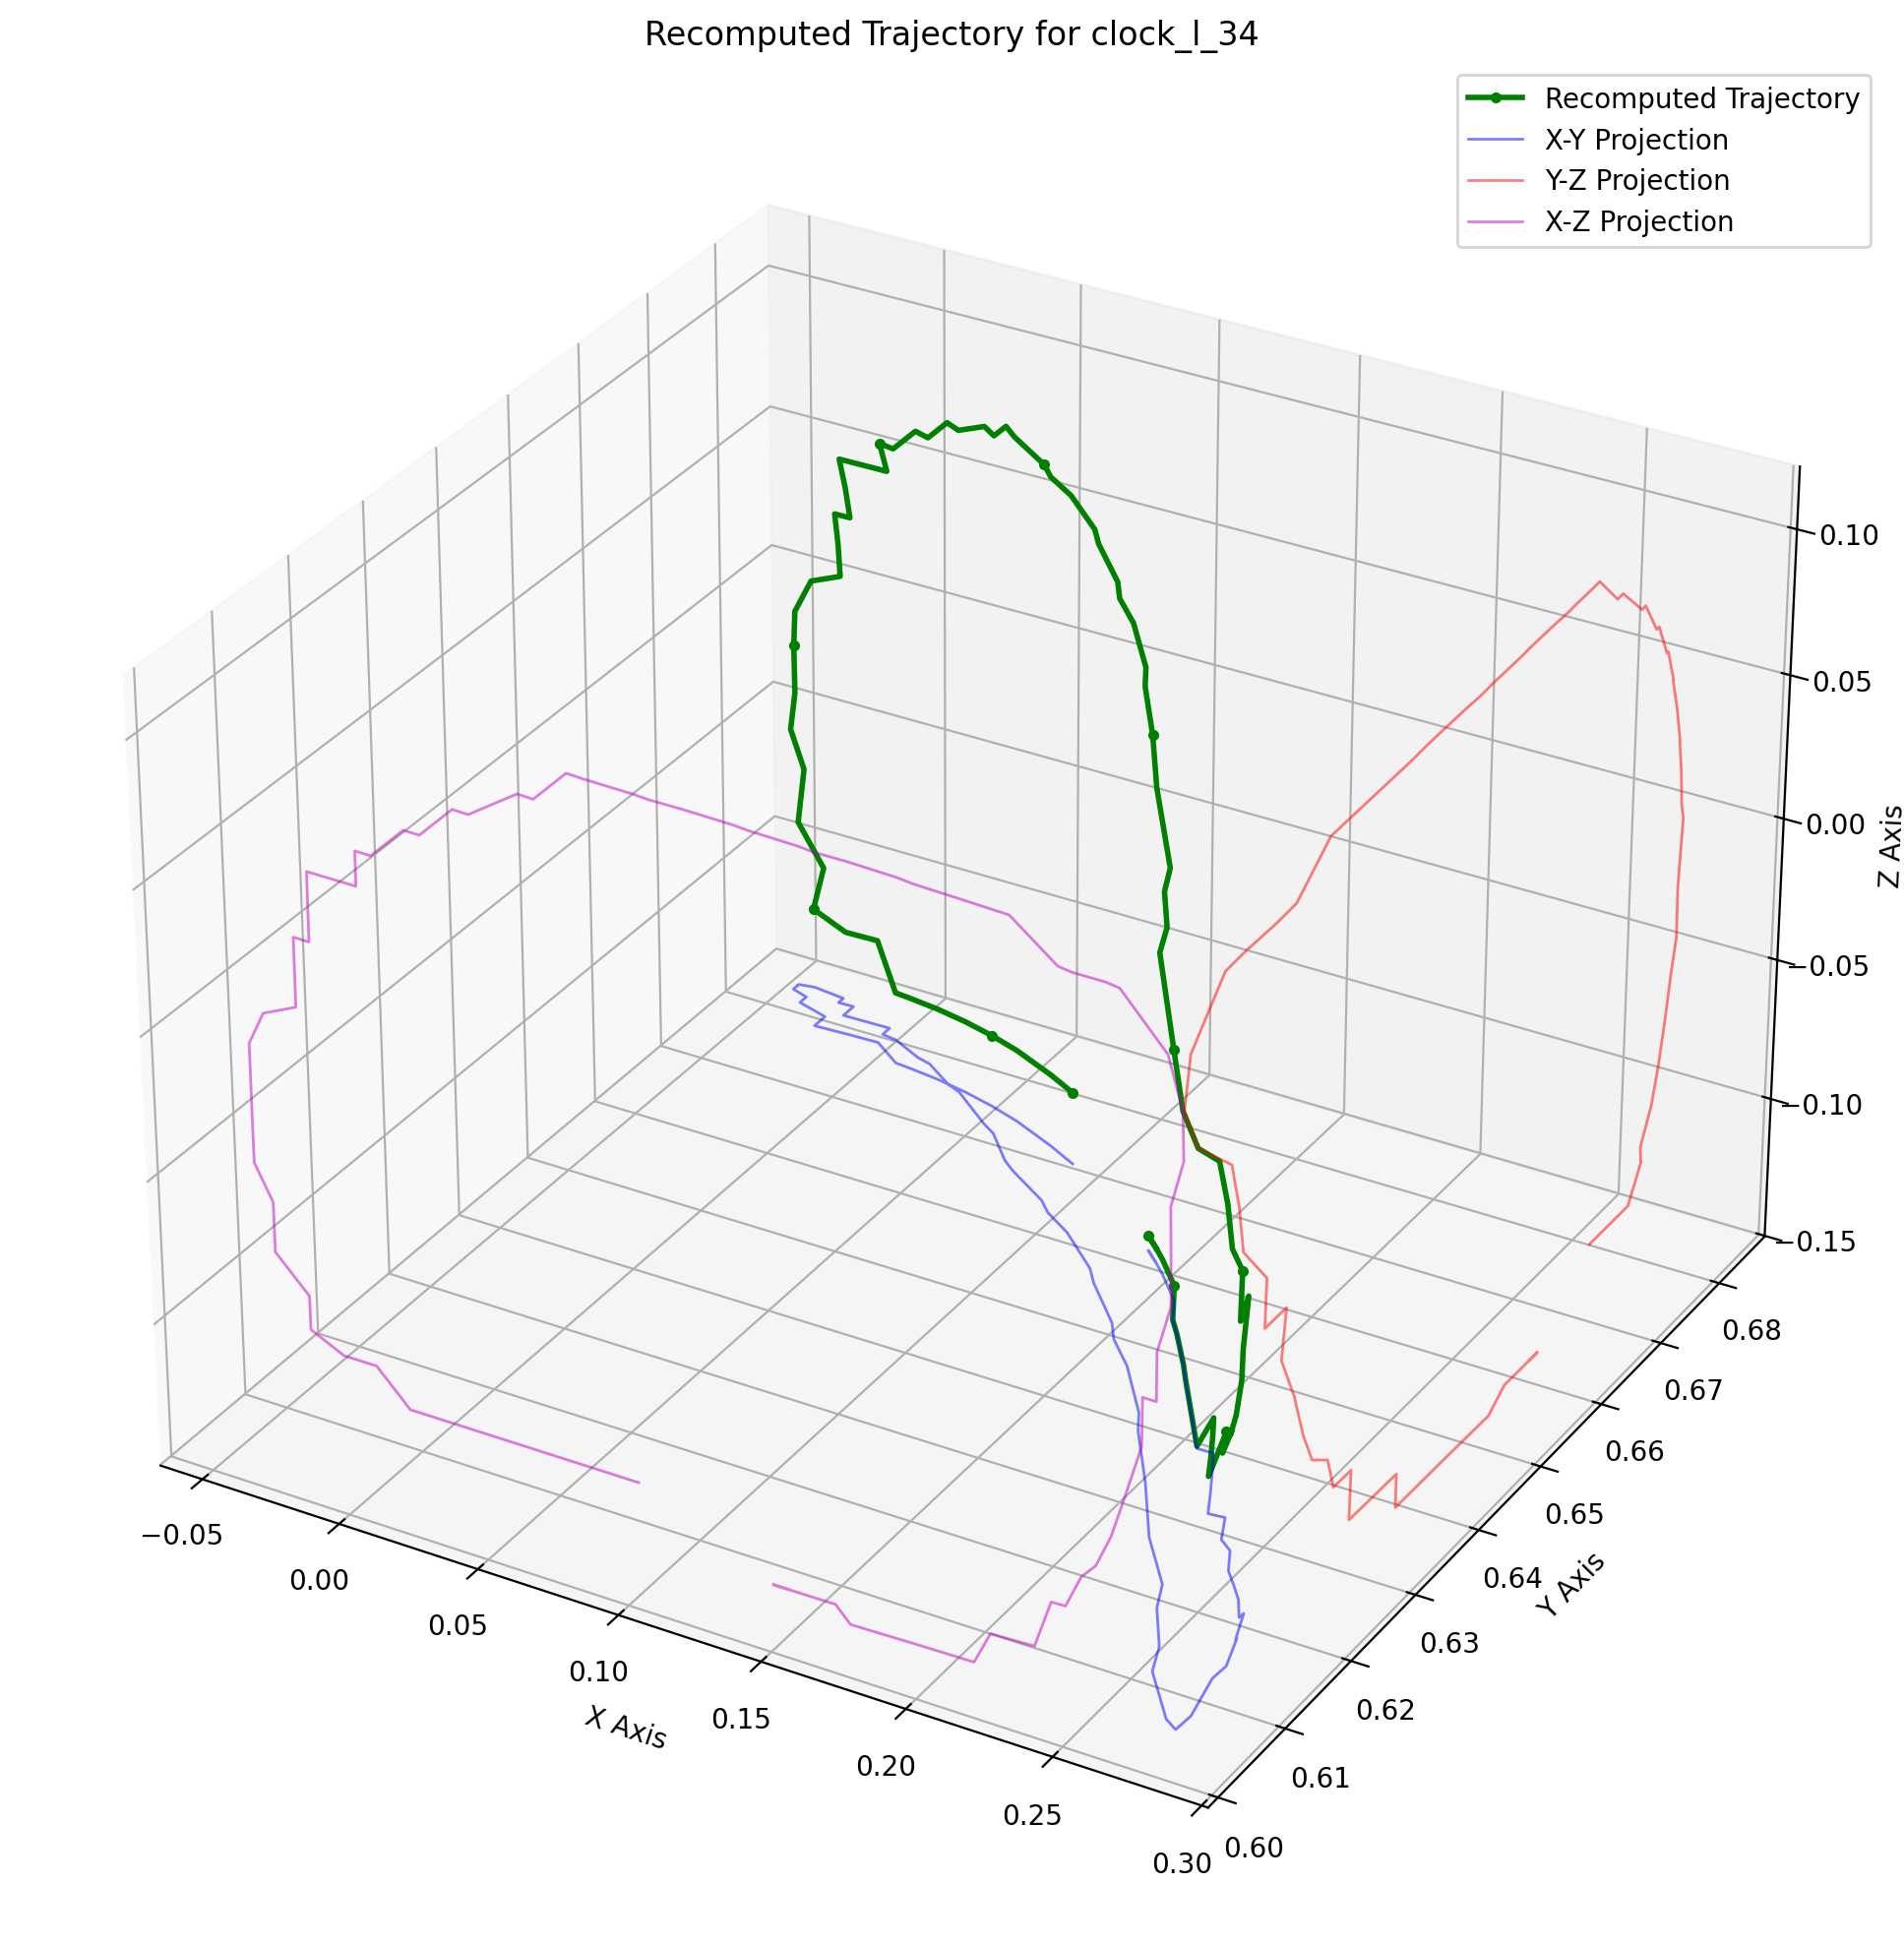 Recomputed Trajectory for clock_l_34
Recomputed Trajectory
X-Y Projection
Y-Z Projection
X-Z Projection
0.10
0.05
0.00
−0.05
−0.10
−0.15
Z Axis
0.68
0.67
0.66
0.65
0.64
0.63
0.62
0.61
0.60
Y Axis
−0.05
0.00
0.05
0.10
0.15
0.20
0.25
0.30
X Axis